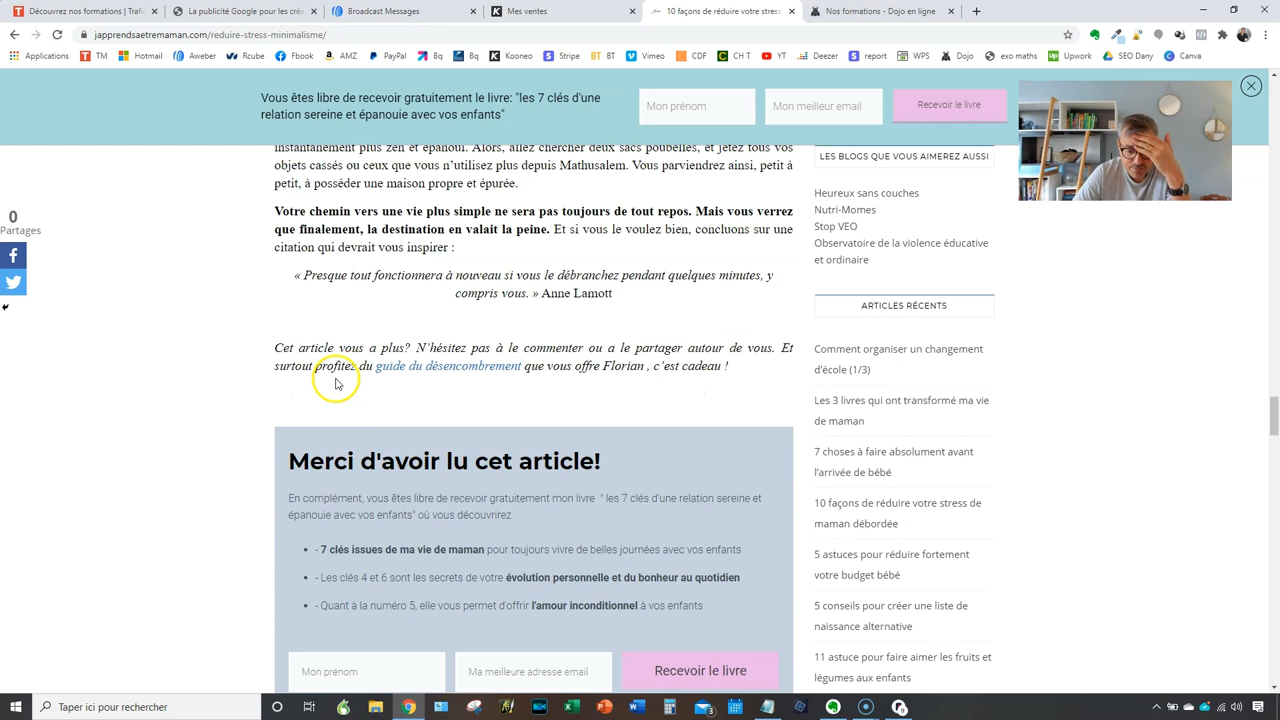 Découvrez nos formations | Trafi
La publicité Google pour les cré
Broadcast Messages
Mes ventes
10 façons de réduire votre stress
Nos formations - Dojo en ligne
japprendsaetremaman.com/reduire-stress-minimalisme/
Applications
TM
Hotmail
Aweber
Rcube
Fbook
AMZ
PayPal
Bq
Kooneo
Stripe
BT
Vimeo
CDF
CH T
YT
Deezer
report
WPS
Dojo
exo maths
Upwork
SEO Dany
Canva
Vous êtes libre de recevoir gratuitement le livre: "les 7 clés d'une
relation sereine et épanouie avec vos enfants"
Mon prénom
Mon meilleur email
Recevoir le livre
instantanément plus zen et épanoui. Alors, allez chercher deux sacs poubelles, et jetez tous vos
objets cassés ou ceux que vous n'utilisez plus depuis Mathusalem. Vous parviendrez ainsi, petit à
petit, à posséder une maison propre et épurée.
Votre chemin vers une vie plus simple ne sera pas toujours de tout repos. Mais vous verrez
que finalement, la destination en valait la peine. Et si vous le voulez bien, concluons sur une
citation qui devrait vous inspirer :
« Presque tout fonctionnera à nouveau si vous le débranchez pendant quelques minutes, y
compris vous. » Anne Lamott
Cet article vous a plus? N'hésitez pas à le commenter ou a le partager autour de vous. Et
surtout profitez du guide du désencombrement que vous offre Florian , c'est cadeau !
0
Partages
Merci d'avoir lu cet article!
En complément, vous êtes libre de recevoir gratuitement mon livre " les 7 clés d'une relation sereine et
épanouie avec vos enfants" où vous découvrirez
- 7 clés issues de ma vie de maman pour toujours vivre de belles journées avec vos enfants
- Les clés 4 et 6 sont les secrets de votre évolution personnelle et du bonheur au quotidien
- Quant à la numéro 5, elle vous permet d'offrir l'amour inconditionnel à vos enfants
Mon prénom
Ma meilleure adresse email
Recevoir le livre
LES BLOGS QUE VOUS AIMEREZ AUSSI
Heureux sans couches
Nutri-Momes
Stop VEO
Observatoire de la violence éducative
et ordinaire
ARTICLES RÉCENTS
Comment organiser un changement
d'école (1/3)
Les 3 livres qui ont transformé ma vie
de maman
7 choses à faire absolument avant
l'arrivée de bébé
10 façons de réduire votre stress de
maman débordée
5 astuces pour réduire fortement
votre budget bébé
5 conseils pour créer une liste de
naissance alternative
11 astuce pour faire aimer les fruits et
légumes aux enfants
Taper ici pour rechercher